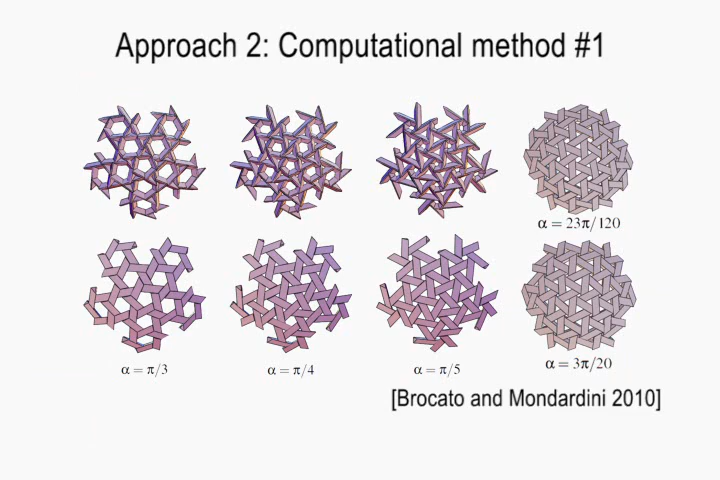 Approach 2: Computational method #1
α = 23π/120
α = π/3
α = π/4
α = π/5
α = 3π/20
[Brocato and Mondardini 2010]